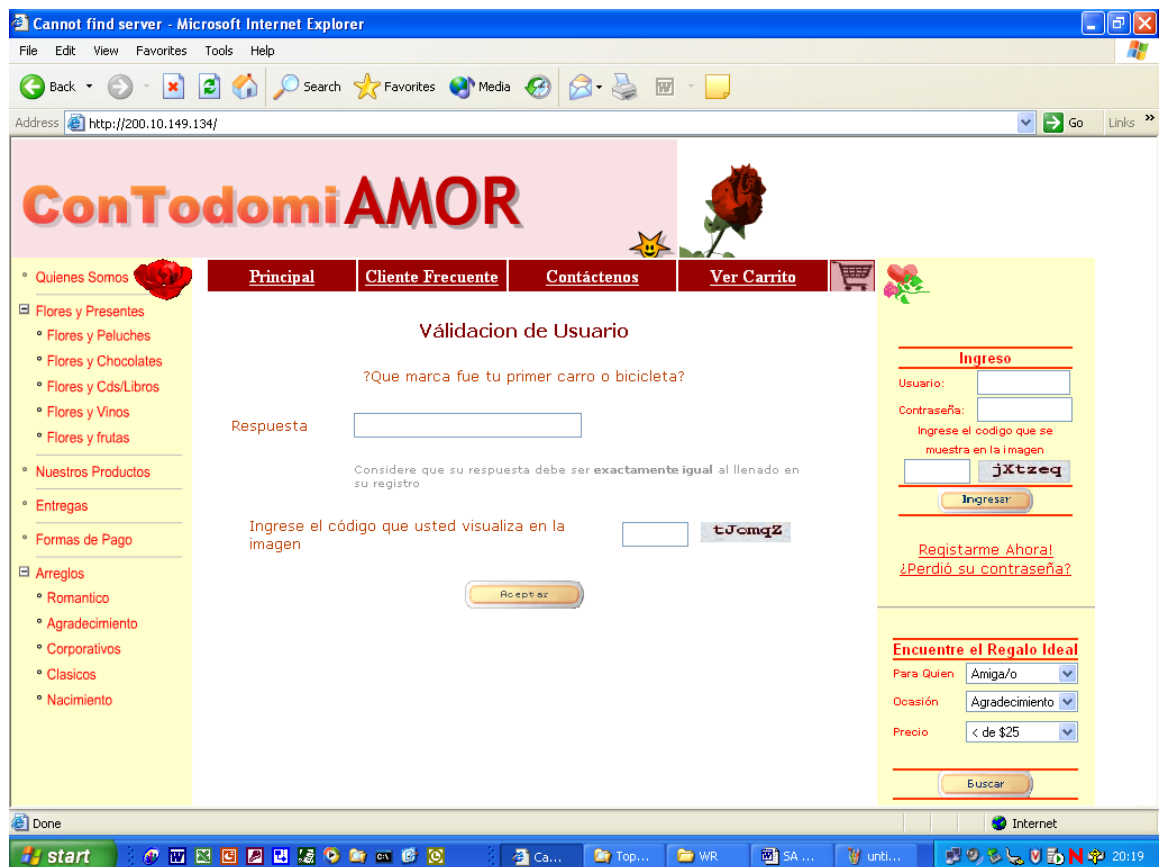 Cannot find server - Microsoft Internet Explorer
File Edit View Favorites Tools Help
Back Search Favorites Media
Address http://200.10.149.134/ Go Links »
ConTodomiAMOR
Principal Cliente Frecuente Contáctenos Ver Carrito
Quienes Somos
Flores y Presentes
Flores y Peluches
Flores y Chocolates
Flores y Cds/Libros
Flores y Vinos
Flores y frutas
Nuestros Productos
Entregas
Formas de Pago
Arreglos
Romantico
Agradecimiento
Corporativos
Clasicos
Nacimiento
Válidacion de Usuario
?Que marca fue tu primer carro o bicicleta?
Respuesta
Considere que su respuesta debe ser exactamente igual al llenado en
su registro
Ingrese el código que usted visualiza en la
imagen
tJomqZ
Aceptar
Ingreso
Usuario:
Contraseña:
Ingrese el codigo que se
muestra en la imagen
jXtzeq
Ingresar
Registarme Ahora!
¿Perdió su contraseña?
Encuentre el Regalo Ideal
Para Quien Amiga/o
Ocasión Agradecimiento
Precio < de $25
Buscar
Done Internet
start Ca... Top... WR SA ... unti... 20:19